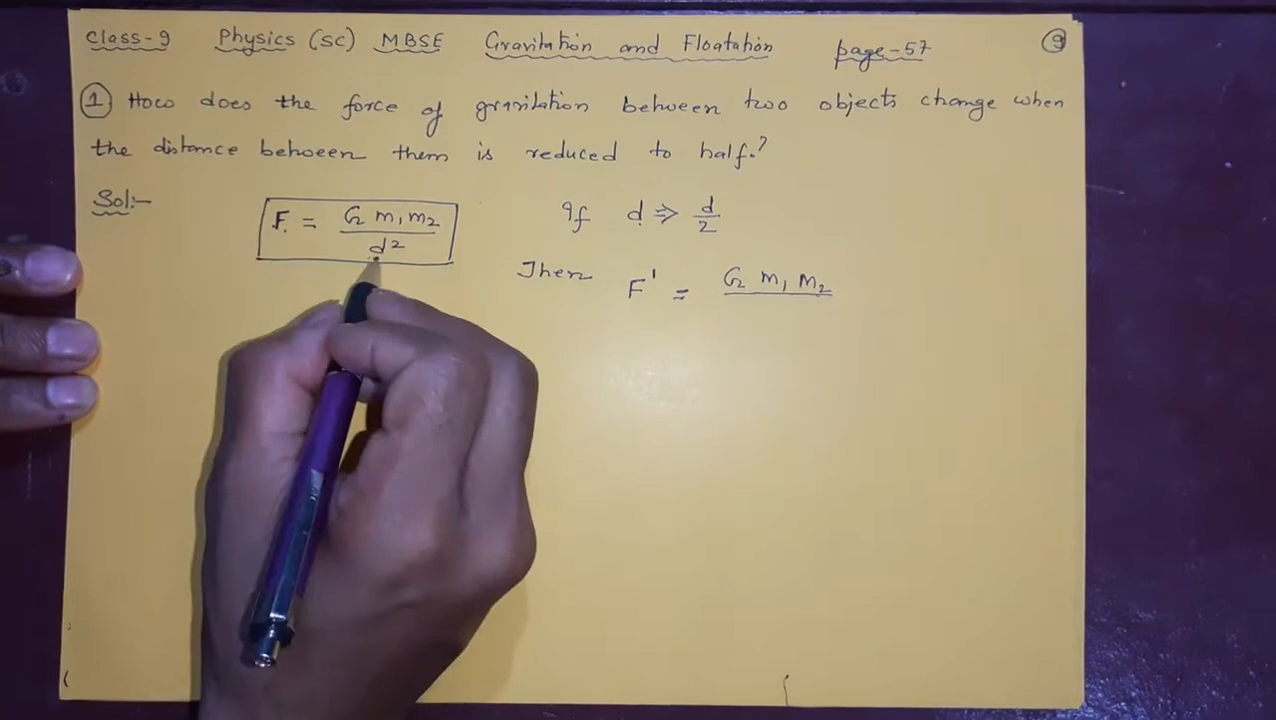 Class-9 Physics (SC) MBSE Gravitation and Floatation page-57 9
1 How does the force of gravitation between two objects change when
the distance between them is reduced to half.?
Sol:-
F = G m1 m2 / d²
If d ⇒ d/2
Then F' = G m1 m2